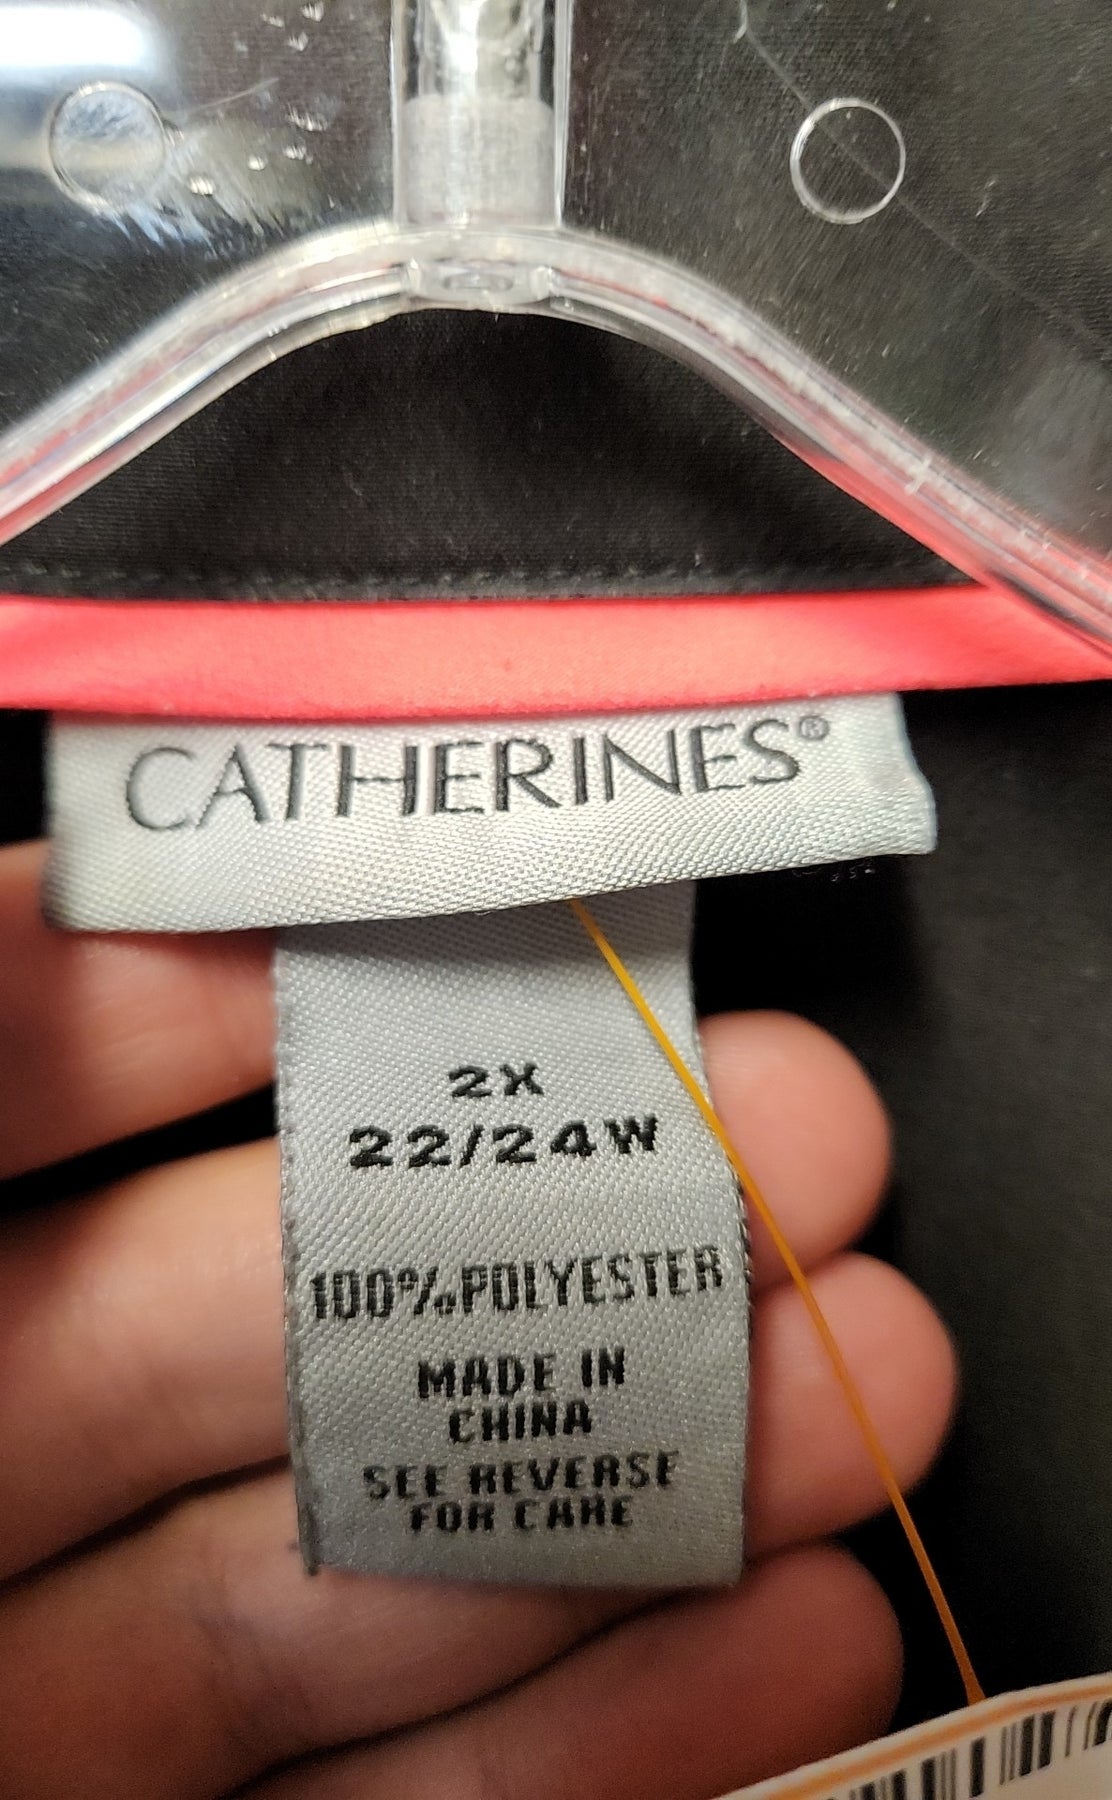 CATHERINES®
2X
22/24W
100%POLYESTER
MADE IN
CHINA
SEE REVERSE
FOR CARE